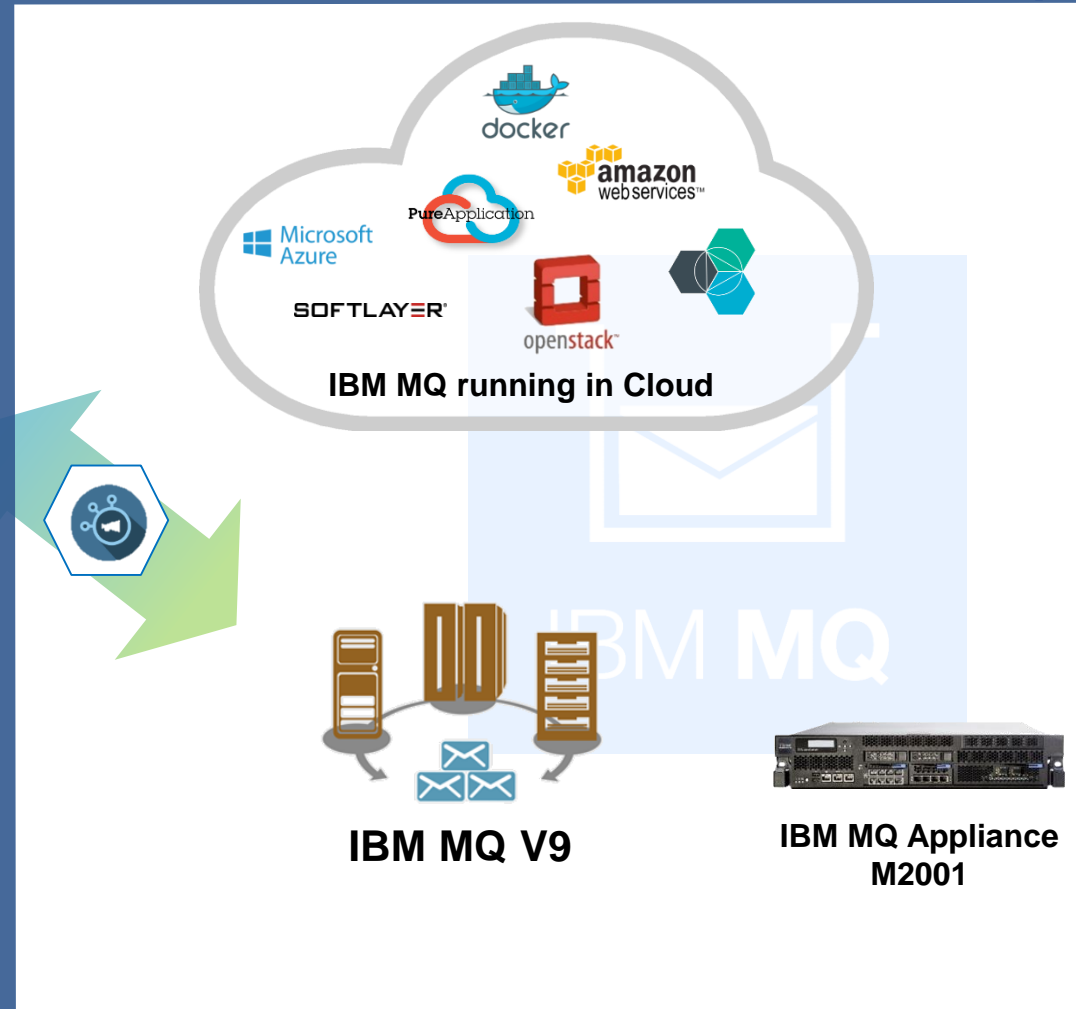 docker
amazon
webservices™
PureApplication
Microsoft
Azure
SOFTLAYER®
openstack™
IBM MQ running in Cloud
IBM MQ
IBM MQ V9
IBM MQ Appliance
M2001